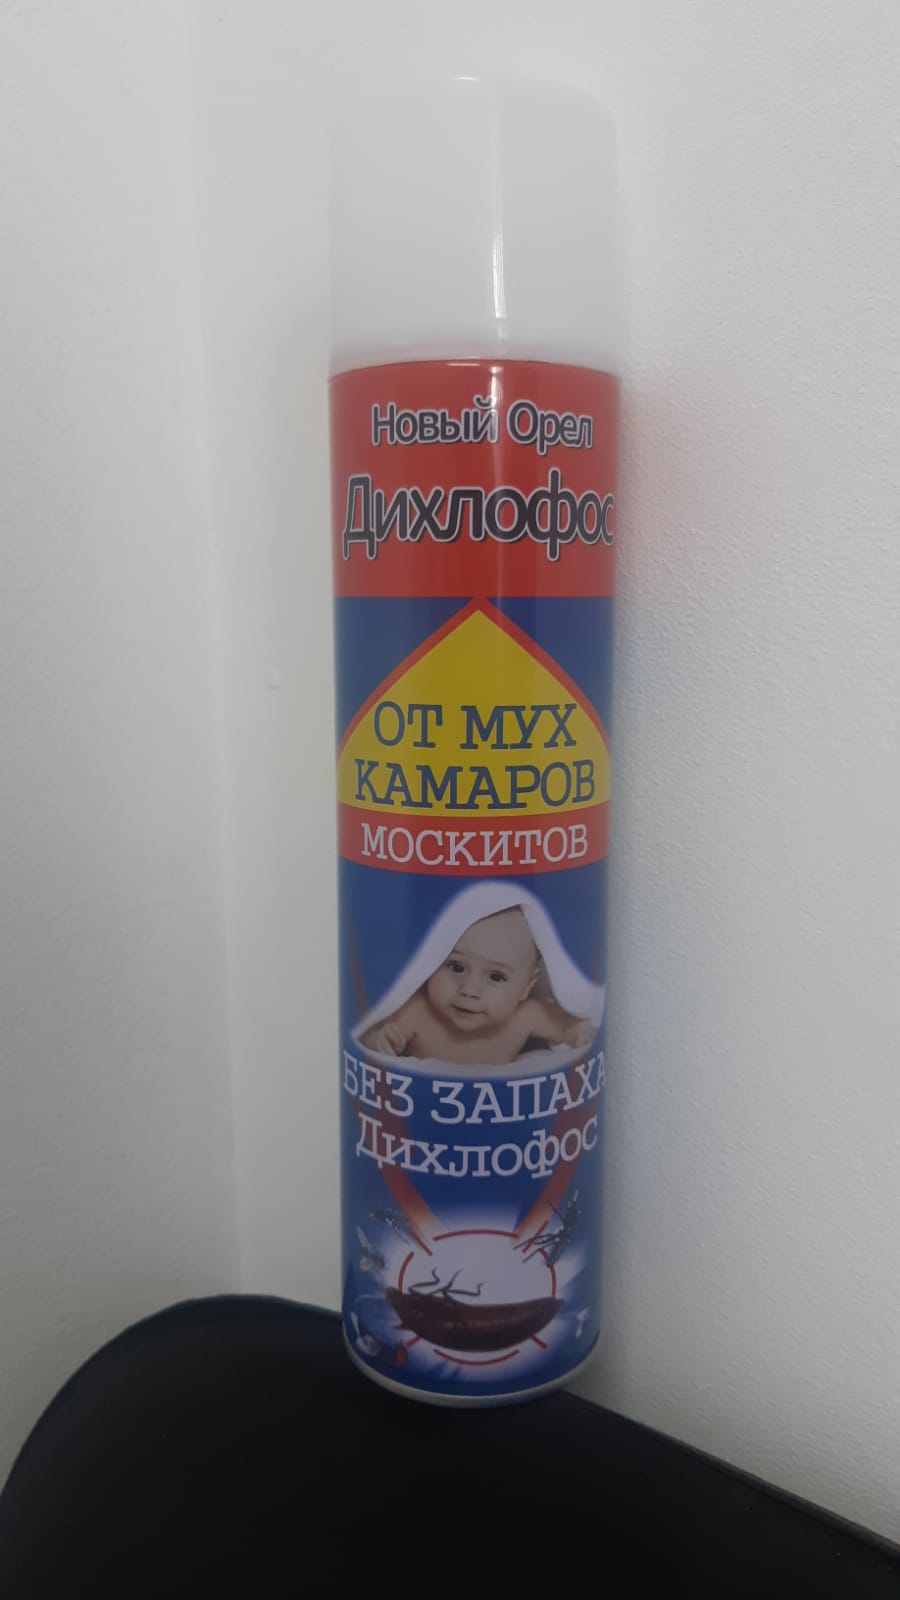 Новый Орел
Дихлофос
ОТ МУХ
КАМАРОВ
МОСКИТОВ
БЕЗ ЗАПАХА
Дихлофос